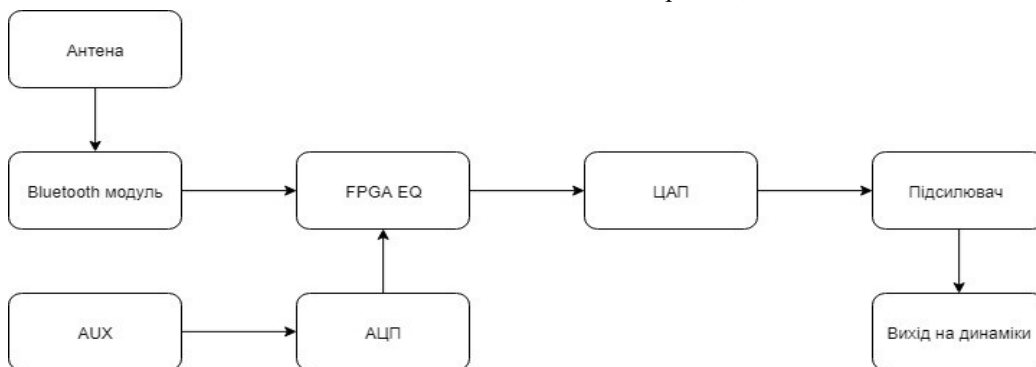 Антена
Bluetooth модуль
FPGA EQ
ЦАП
Підсилювач
AUX
АЦП
Вихід на динаміки